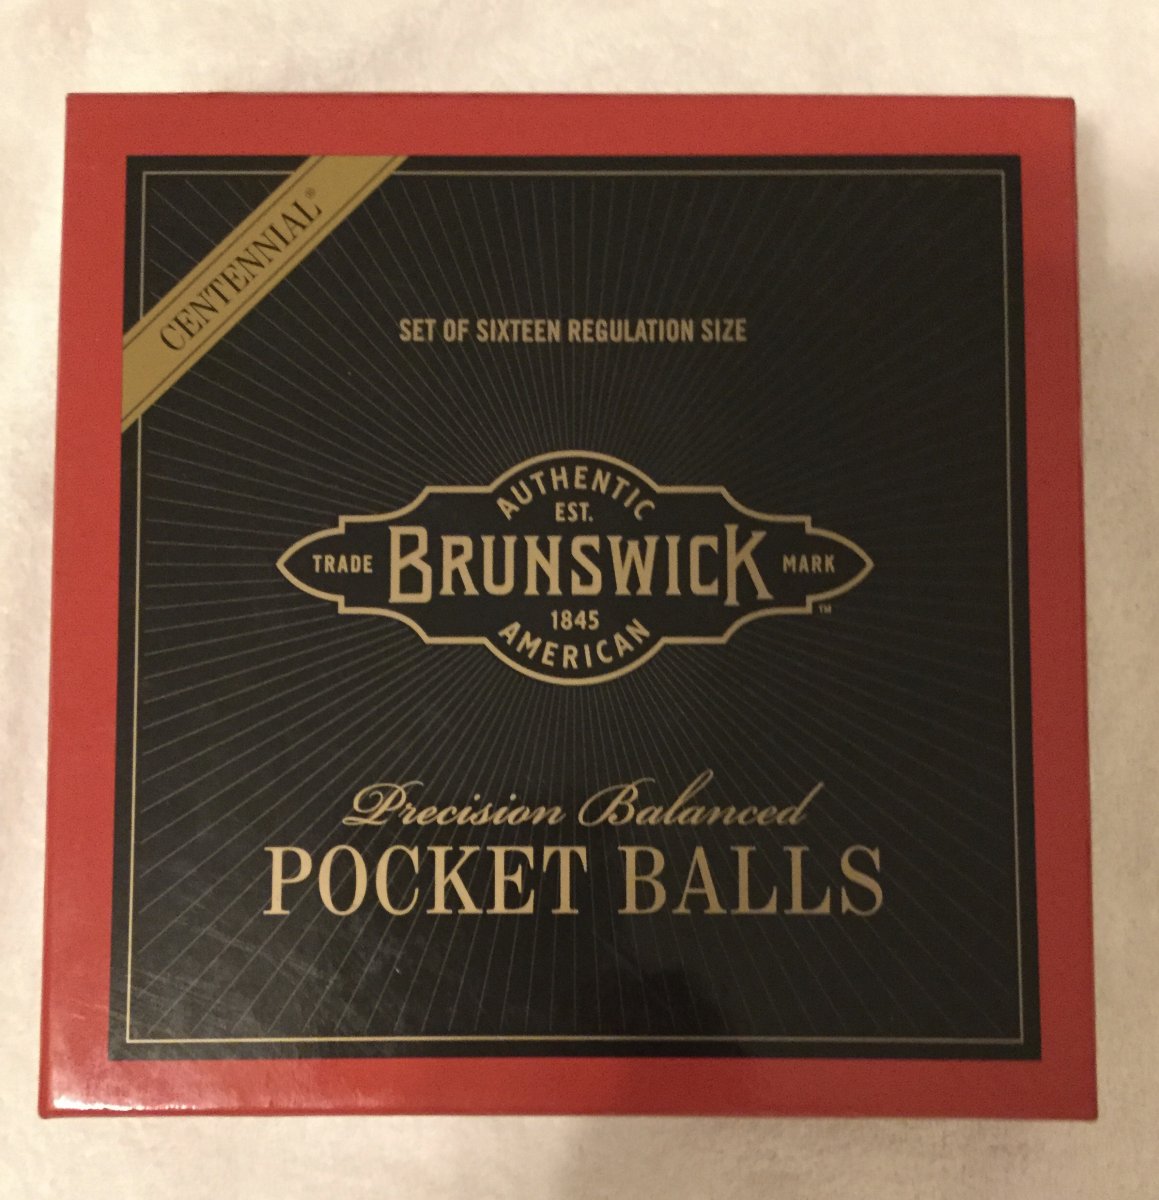 CENTENNIAL®
SET OF SIXTEEN REGULATION SIZE
AUTHENTIC
EST.
TRADE BRUNSWICK MARK
™
1845
AMERICAN
Precision Balanced
POCKET BALLS